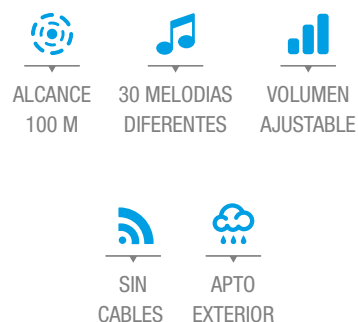 ALCANCE
100 M
30 MELODIAS
DIFERENTES
VOLUMEN
AJUSTABLE
SIN
CABLES
APTO
EXTERIOR